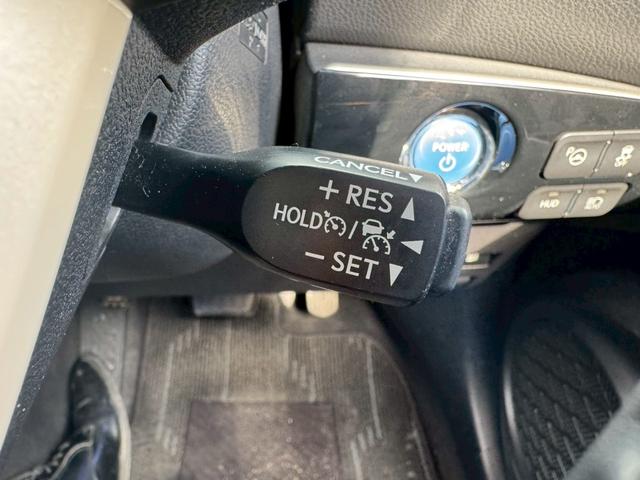 CANCEL▼
+ RES ▲
HOLD / ◀
− SET ▼
POWER
P
HUD